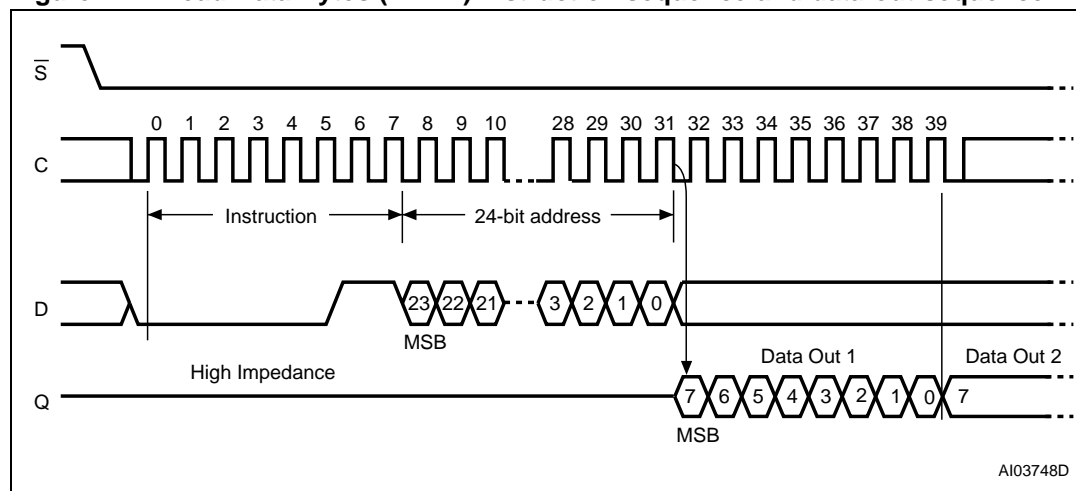 S
0 1 2 3 4 5 6 7 8 9 10 28 29 30 31 32 33 34 35 36 37 38 39
C
Instruction 24-bit address
D 23 22 21 3 2 1 0
MSB
High Impedance Data Out 1 Data Out 2
Q 7 6 5 4 3 2 1 0 7
MSB
AI03748D